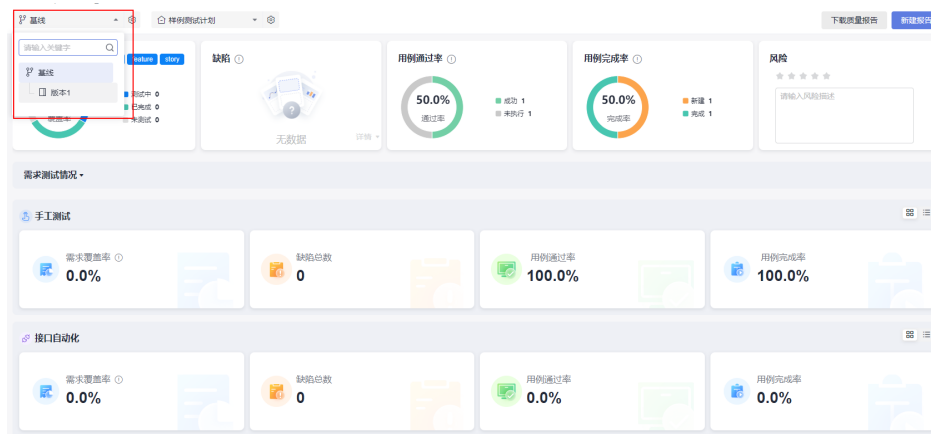 基线
样例测试计划
下载质量报告
新建报告
请输入关键字
基线
版本1
feature
story
测试中 0
已完成 0
未测试 0
覆盖率
缺陷
无数据
详情
用例通过率
50.0%
通过率
成功 1
未执行 1
用例完成率
50.0%
完成率
新建 1
完成 1
风险
请输入风险描述
需求测试情况
手工测试
需求覆盖率
0.0%
缺陷总数
0
用例通过率
100.0%
用例完成率
100.0%
接口自动化
需求覆盖率
0.0%
缺陷总数
0
用例通过率
0.0%
用例完成率
0.0%